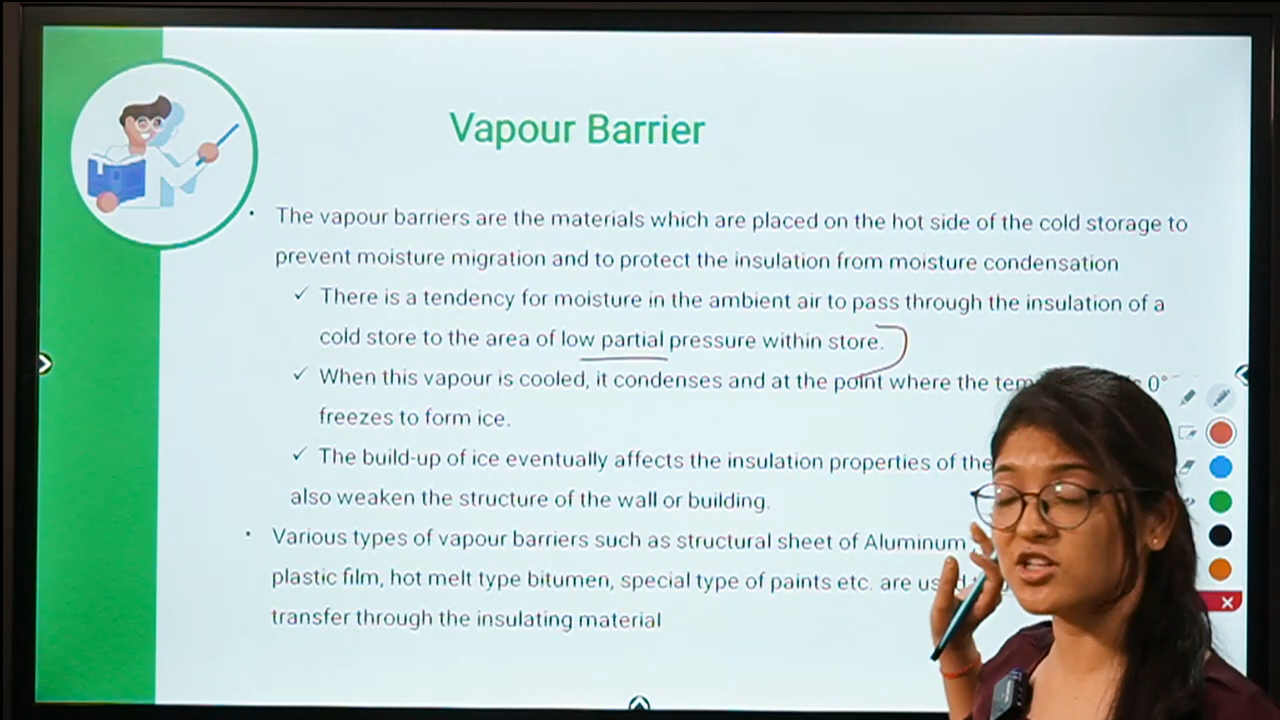 Vapour Barrier
• The vapour barriers are the materials which are placed on the hot side of the cold storage to
prevent moisture migration and to protect the insulation from moisture condensation
✓ There is a tendency for moisture in the ambient air to pass through the insulation of a
cold store to the area of low partial pressure within store.
✓ When this vapour is cooled, it condenses and at the point where the 0°
freezes to form ice.
✓ The build-up of ice eventually affects the insulation properties of the
also weaken the structure of the wall or building.
• Various types of vapour barriers such as structural sheet of Aluminum
plastic film, hot melt type bitumen, special type of paints etc. are
transfer through the insulating material